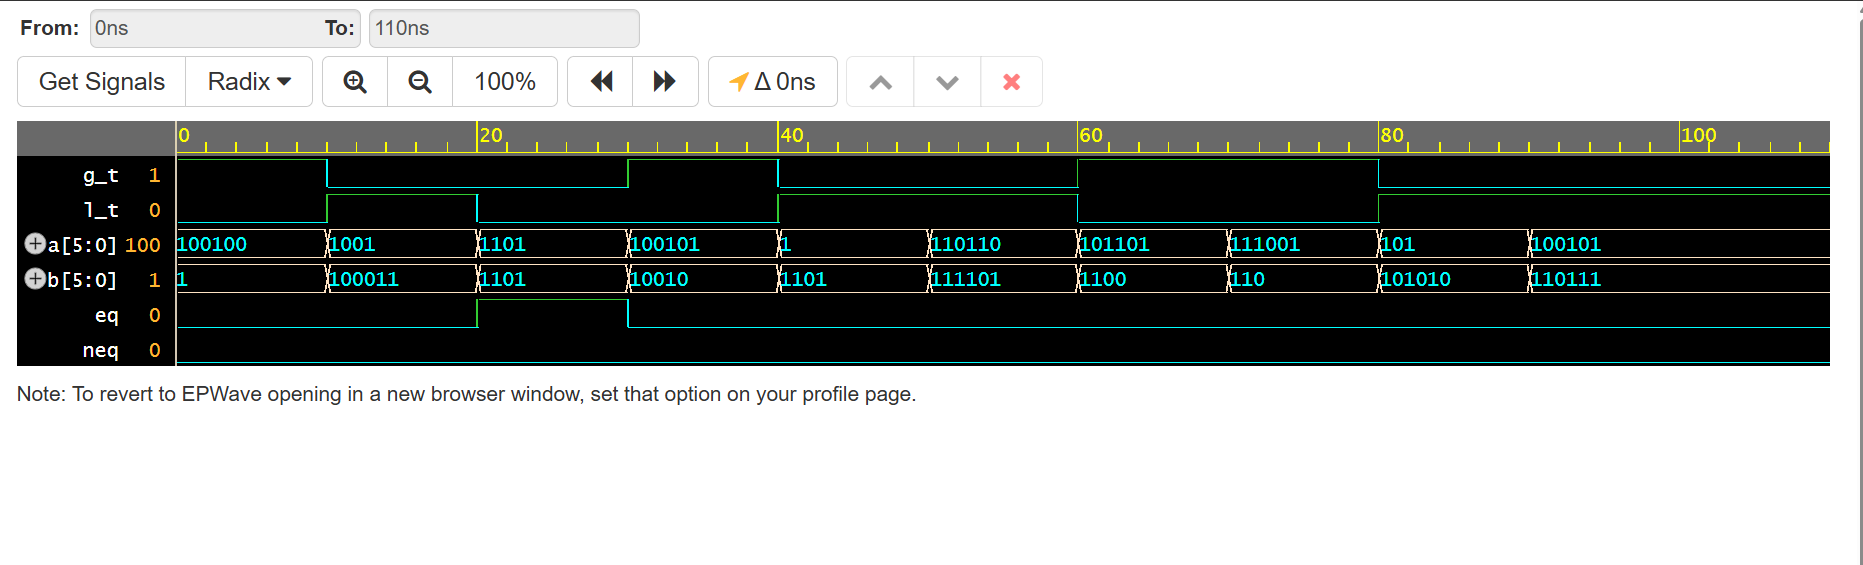 From: 0ns To: 110ns
Get Signals Radix 100% Δ 0ns
0 20 40 60 80 100
g_t 1
l_t 0
a[5:0] 100 100100 1001 1101 100101 1 110110 101101 111001 101 100101
b[5:0] 1 1 100011 1101 10010 1101 111101 1100 110 101010 110111
eq 0
neq 0
Note: To revert to EPWave opening in a new browser window, set that option on your profile page.